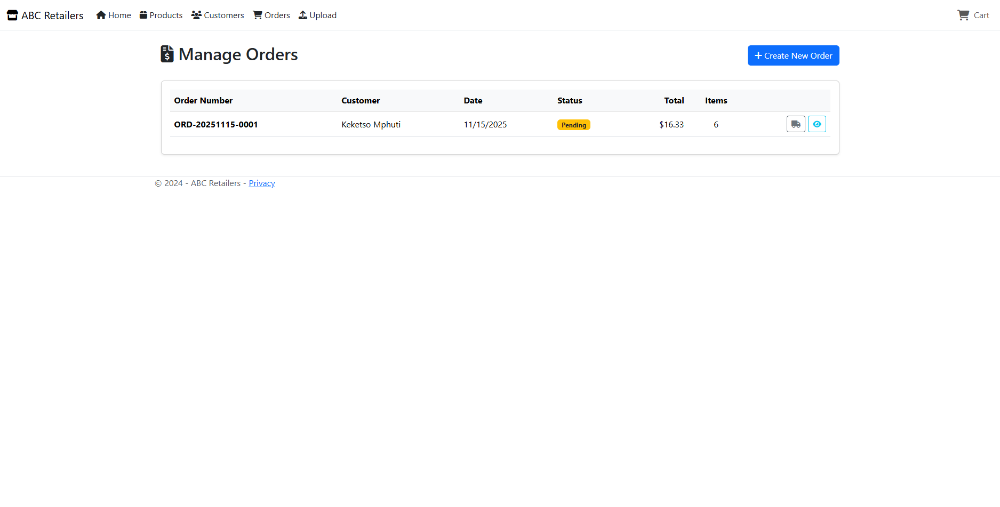 ABC Retailers Home Products Customers Orders Upload Cart
Manage Orders
Create New Order
Order Number Customer Date Status Total Items
ORD-20251115-0001 Keketso Mphuti 11/15/2025 Pending $16.33 6
© 2024 - ABC Retailers - Privacy